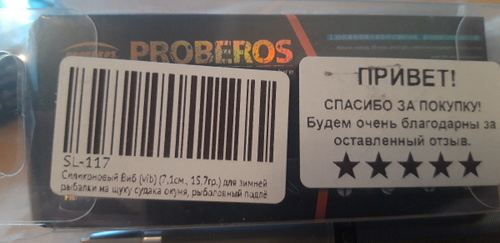 PROBEROS
SL-117
Силиконовый Виб (vib) (7,1см., 15,7гр.) для зимней
рыбалки на щуку судака окуня, рыболовный подлё
ПРИВЕТ!
СПАСИБО ЗА ПОКУПКУ!
Будем очень благодарны за
оставленный отзыв.